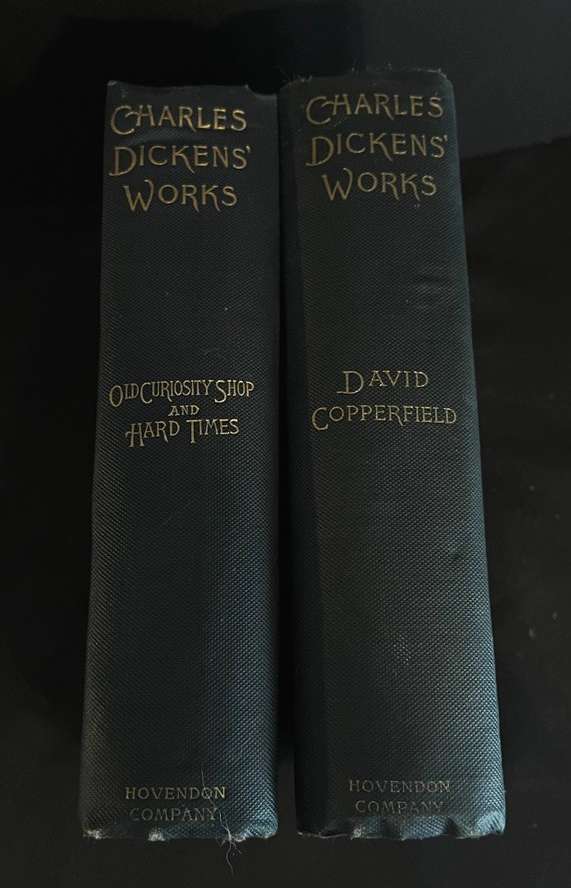 CHARLES
DICKENS'
WORKS
OLD CURIOSITY SHOP
AND
HARD TIMES
HOVENDON
COMPANY
CHARLES
DICKENS'
WORKS
DAVID
COPPERFIELD
HOVENDON
COMPANY